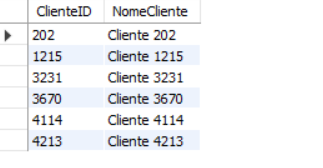 ClienteID NomeCliente
202 Cliente 202
1215 Cliente 1215
3231 Cliente 3231
3670 Cliente 3670
4114 Cliente 4114
4213 Cliente 4213